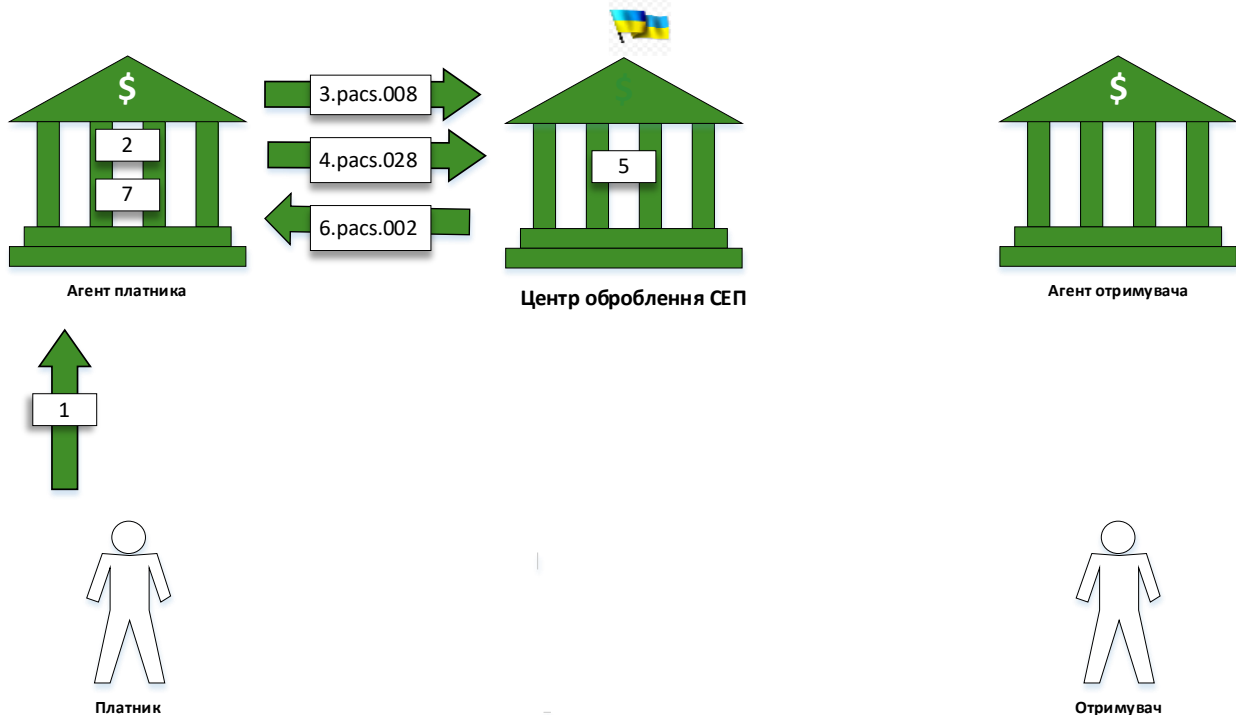 $
$
$
2
7
3.pacs.008
4.pacs.028
6.pacs.002
5
Агент платника
Центр оброблення СЕП
Агент отримувача
1
Платник
Отримувач